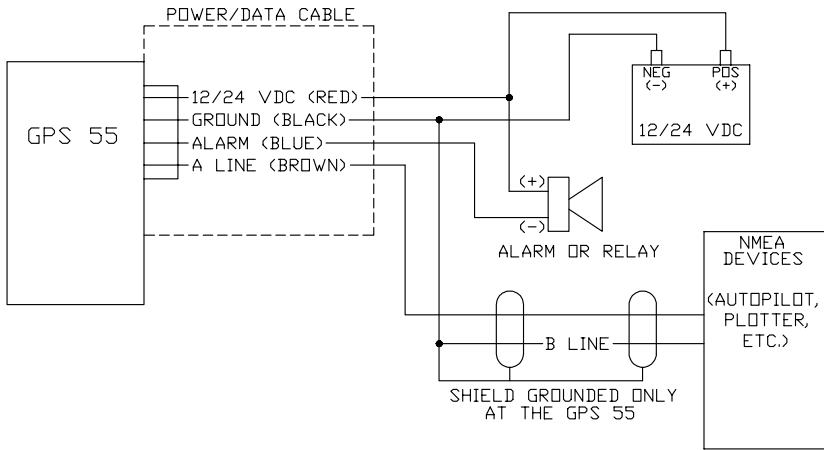 POWER/DATA CABLE
NEG
(-)
POS
(+)
12/24 VDC
GPS 55
12/24 VDC (RED)
GROUND (BLACK)
ALARM (BLUE)
A LINE (BROWN)
(+)
(-)
ALARM OR RELAY
NMEA
DEVICES
(AUTOPILOT,
PLOTTER,
ETC.)
B LINE
SHIELD GROUNDED ONLY
AT THE GPS 55